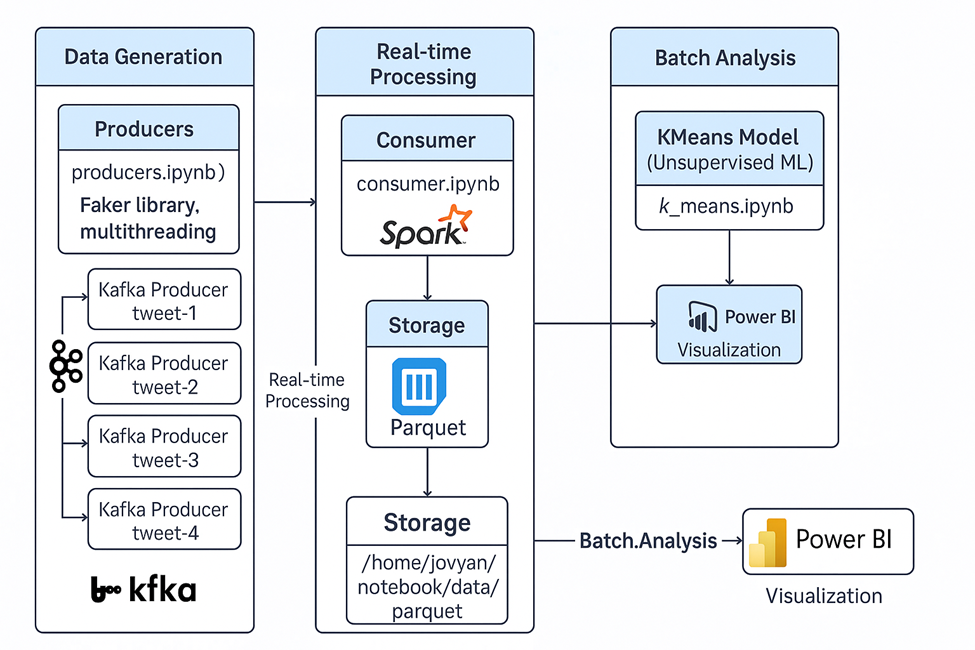 Data Generation
Producers
producers.ipynb)
Faker library,
multithreading
Kafka Producer
tweet-1
Kafka Producer
tweet-2
Kafka Producer
tweet-3
Kafka Producer
tweet-4
kfka
Real-time
Processing
Real-time
Processing
Consumer
consumer.ipynb
Spark
Storage
Parquet
Storage
/home/jovyan/
notebook/data/
parquet
Batch Analysis
KMeans Model
(Unsupervised ML)
k_means.ipynb
Power BI
Visualization
Batch.Analysis
Power BI
Visualization